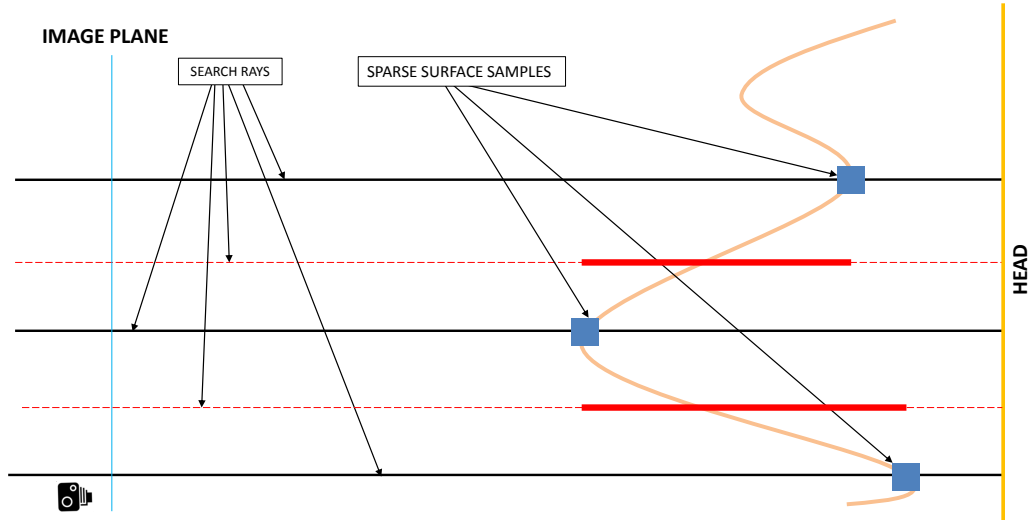 IMAGE PLANE
SEARCH RAYS
SPARSE SURFACE SAMPLES
HEAD